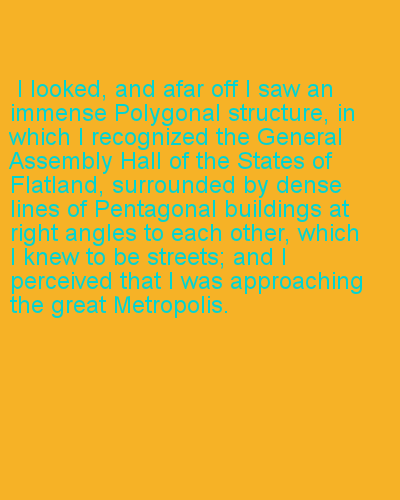 I looked, and afar off I saw an
immense Polygonal structure, in
which I recognized the General
Assembly Hall of the States of
Flatland, surrounded by dense
lines of Pentagonal buildings at
right angles to each other, which
I knew to be streets; and I
perceived that I was approaching
the great Metropolis.